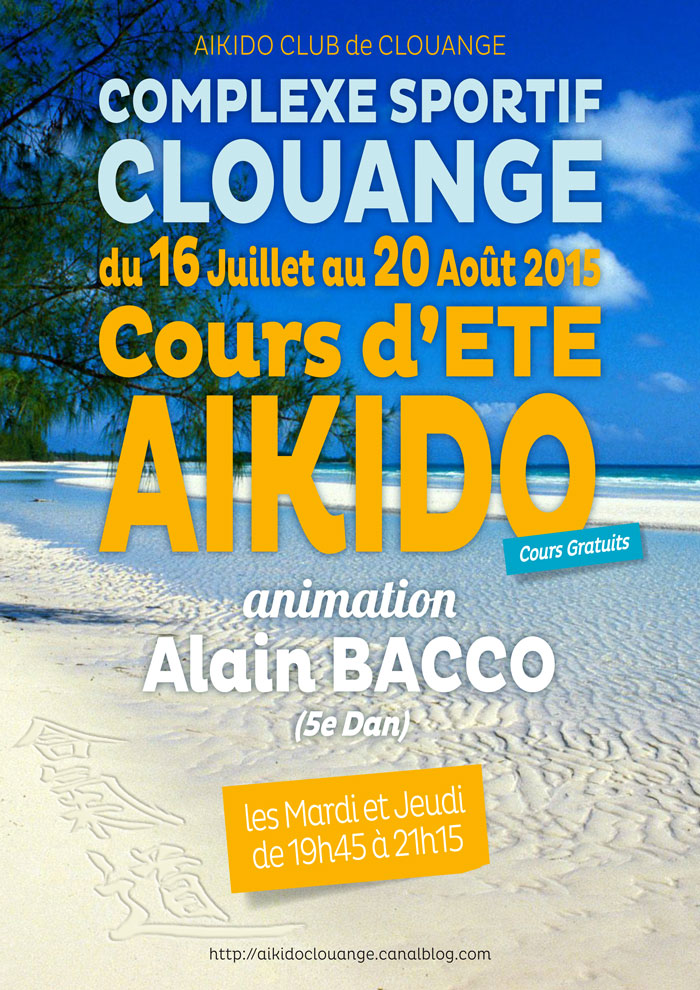 AIKIDO CLUB de CLOUANGE
COMPLEXE SPORTIF
CLOUANGE
du 16 Juillet au 20 Août 2015
Cours d'ETE
AIKIDO
Cours Gratuits
animation
Alain BACCO
(5e Dan)
les Mardi et Jeudi
de 19h45 à 21h15
http://aikidoclouange.canalblog.com